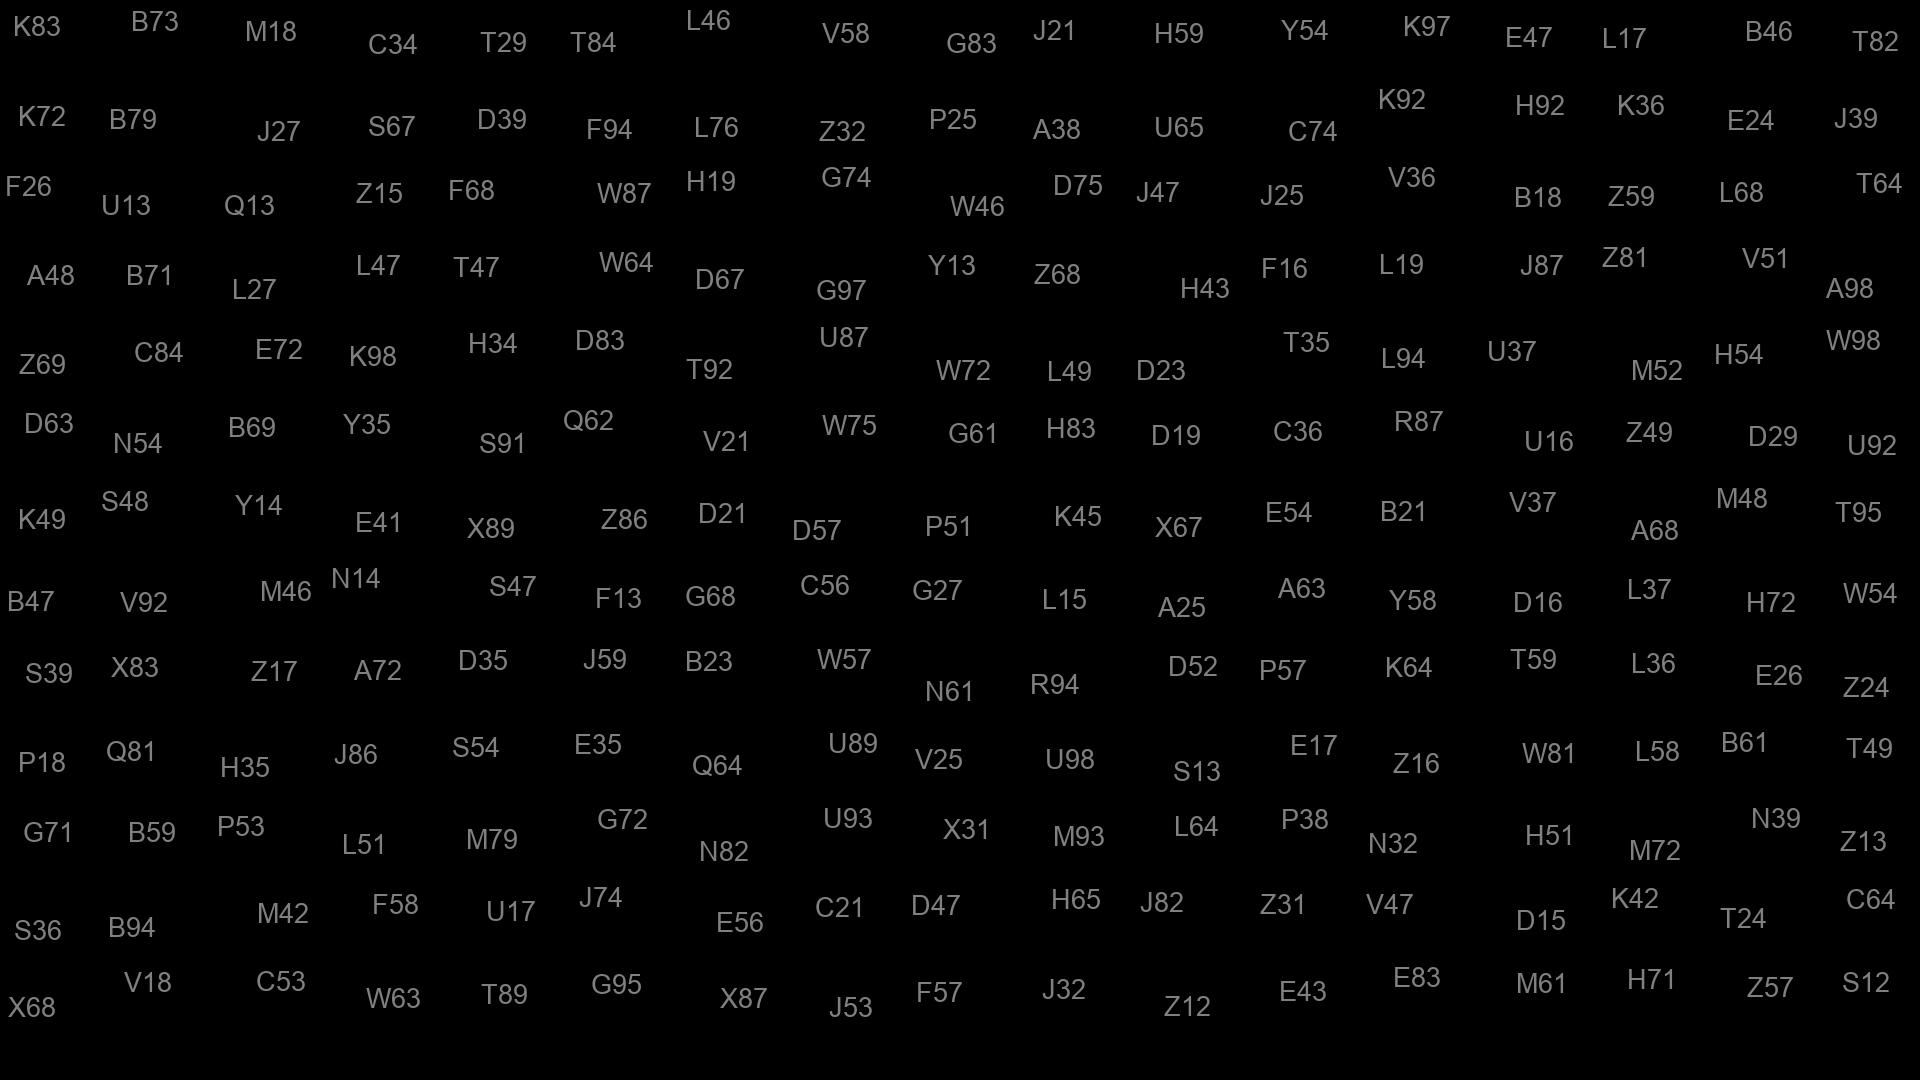 K83 B73 M18 C34 T29 T84 L46 V58 G83 J21 H59 Y54 K97 E47 L17 B46 T82
K72 B79 J27 S67 D39 F94 L76 Z32 P25 A38 U65 C74 K92 H92 K36 E24 J39
F26 U13 Q13 Z15 F68 W87 H19 G74 W46 D75 J47 J25 V36 B18 Z59 L68 T64
A48 B71 L27 L47 T47 W64 D67 G97 Y13 Z68 H43 F16 L19 J87 Z81 V51 A98
Z69 C84 E72 K98 H34 D83 T92 U87 W72 L49 D23 T35 L94 U37 M52 H54 W98
D63 N54 B69 Y35 S91 Q62 V21 W75 G61 H83 D19 C36 R87 U16 Z49 D29 U92
K49 S48 Y14 E41 X89 Z86 D21 D57 P51 K45 X67 E54 B21 V37 A68 M48 T95
B47 V92 M46 N14 S47 F13 G68 C56 G27 L15 A25 A63 Y58 D16 L37 H72 W54
S39 X83 Z17 A72 D35 J59 B23 W57 N61 R94 D52 P57 K64 T59 L36 E26 Z24
P18 Q81 H35 J86 S54 E35 Q64 U89 V25 U98 S13 E17 Z16 W81 L58 B61 T49
G71 B59 P53 L51 M79 G72 N82 U93 X31 M93 L64 P38 N32 H51 M72 N39 Z13
S36 B94 M42 F58 U17 J74 E56 C21 D47 H65 J82 Z31 V47 D15 K42 T24 C64
X68 V18 C53 W63 T89 G95 X87 J53 F57 J32 Z12 E43 E83 M61 H71 Z57 S12